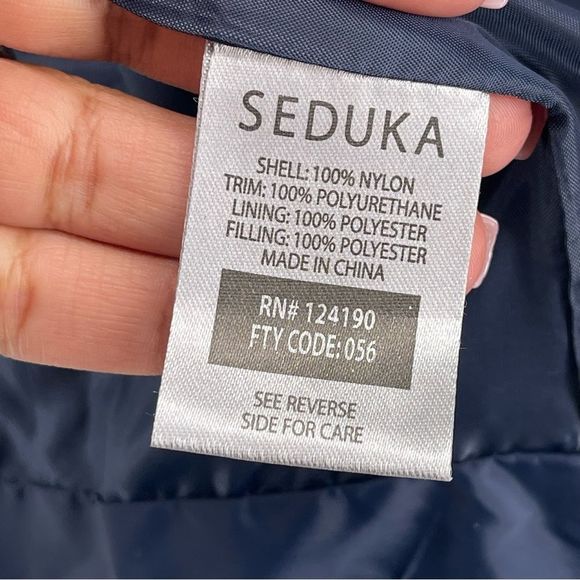 SEDUKA
SHELL: 100% NYLON
TRIM: 100% POLYURETHANE
LINING: 100% POLYESTER
FILLING: 100% POLYESTER
MADE IN CHINA
RN# 124190
FTY CODE: 056
SEE REVERSE
SIDE FOR CARE